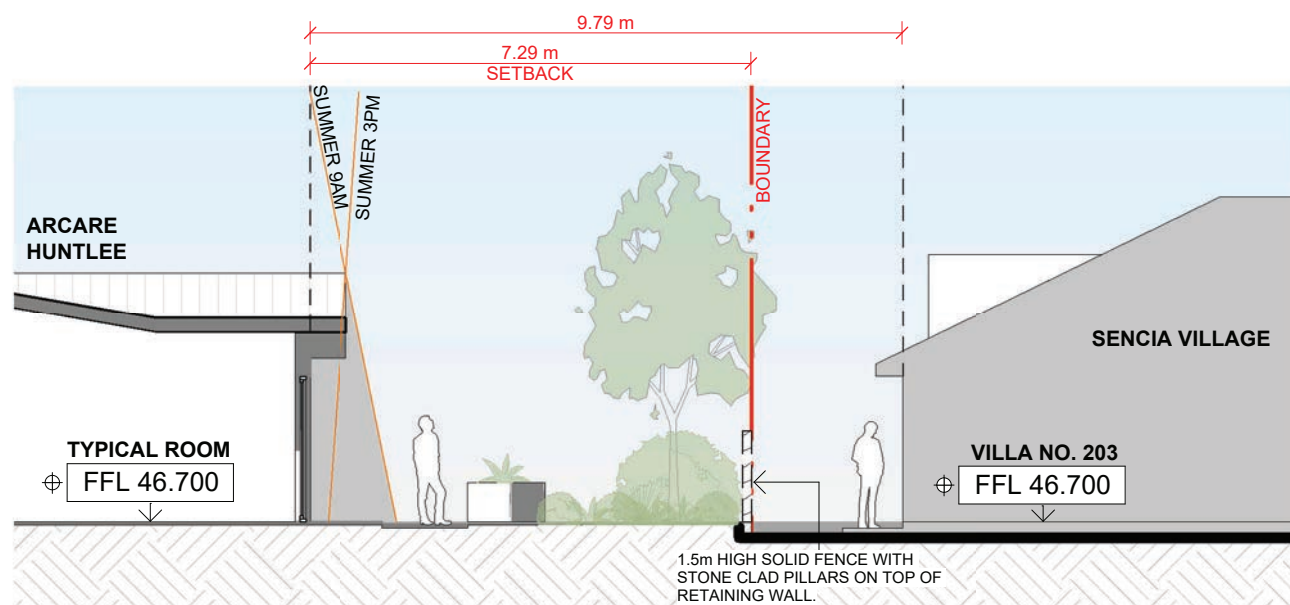 9.79 m
7.29 m
SETBACK
SUMMER 9AM
SUMMER 3PM
BOUNDARY
ARCARE
HUNTLEE
SENCIA VILLAGE
TYPICAL ROOM
FFL 46.700
VILLA NO. 203
FFL 46.700
1.5m HIGH SOLID FENCE WITH
STONE CLAD PILLARS ON TOP OF
RETAINING WALL.